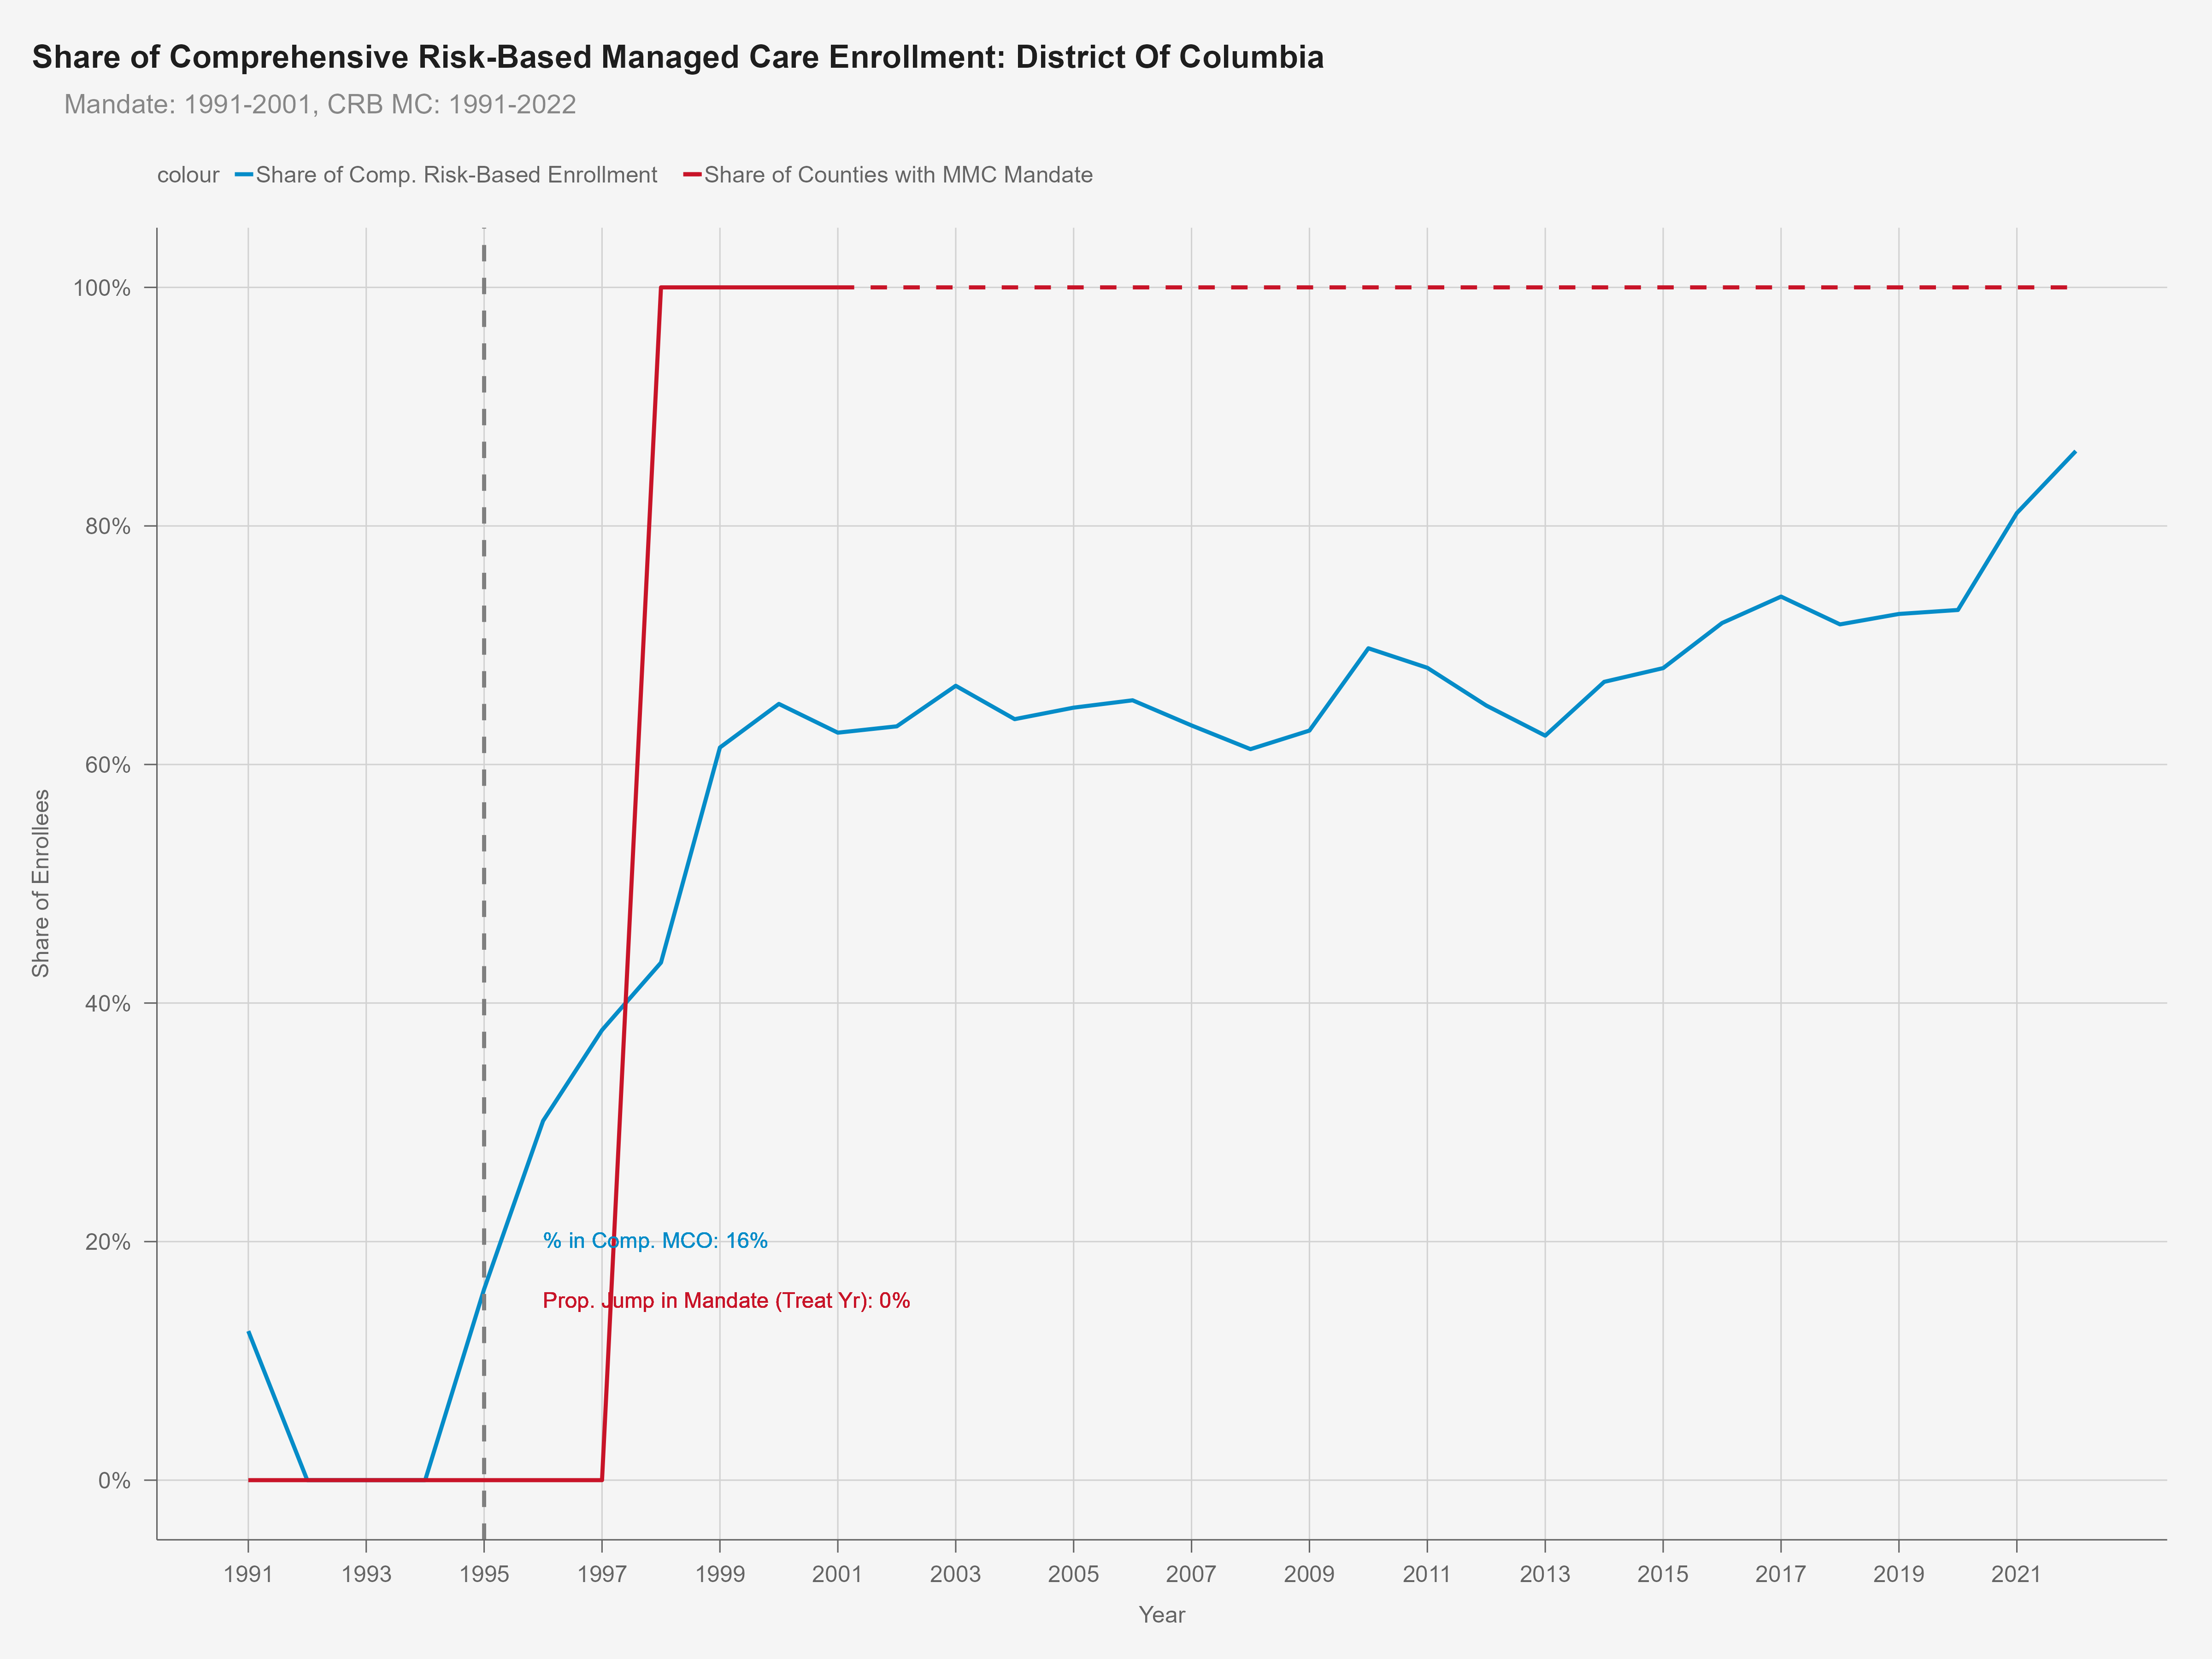 Share of Comprehensive Risk-Based Managed Care Enrollment: District Of Columbia
Mandate: 1991-2001, CRB MC: 1991-2022
colour Share of Comp. Risk-Based Enrollment Share of Counties with MMC Mandate
Share of Enrollees
100%
80%
60%
40%
20%
0%
% in Comp. MCO: 16%
Prop. Jump in Mandate (Treat Yr): 0%
1991 1993 1995 1997 1999 2001 2003 2005 2007 2009 2011 2013 2015 2017 2019 2021
Year